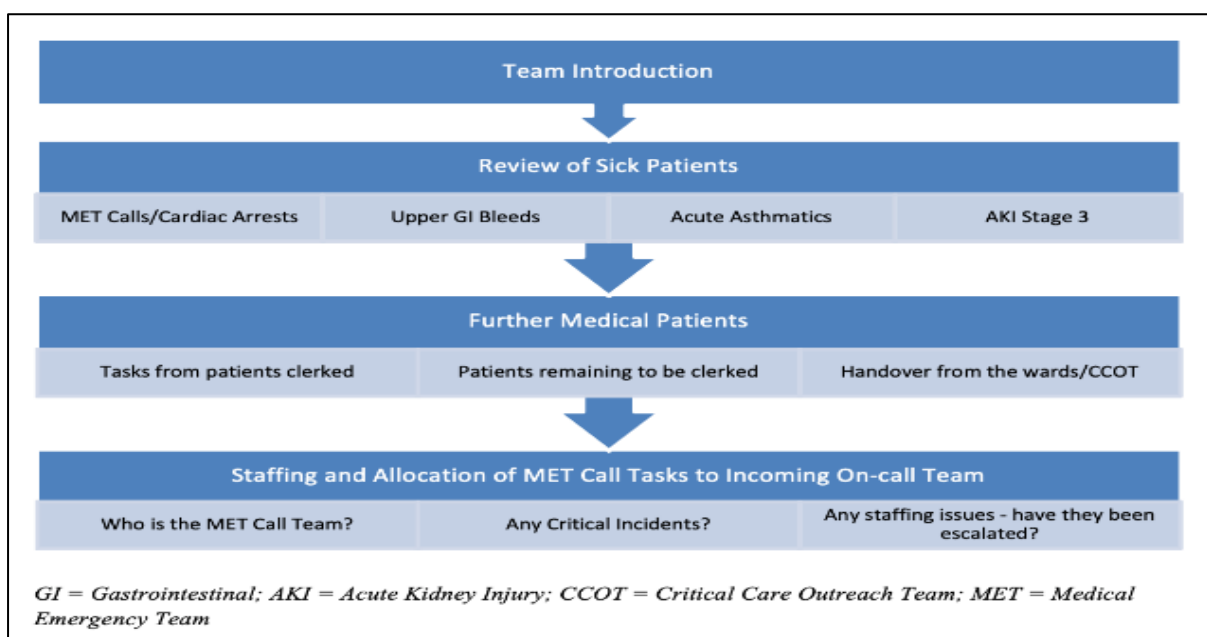 Team Introduction
Review of Sick Patients
MET Calls/Cardiac Arrests
Upper GI Bleeds
Acute Asthmatics
AKI Stage 3
Further Medical Patients
Tasks from patients clerked
Patients remaining to be clerked
Handover from the wards/CCOT
Staffing and Allocation of MET Call Tasks to Incoming On-call Team
Who is the MET Call Team?
Any Critical Incidents?
Any staffing issues - have they been
escalated?
GI = Gastrointestinal; AKI = Acute Kidney Injury; CCOT = Critical Care Outreach Team; MET = Medical
Emergency Team